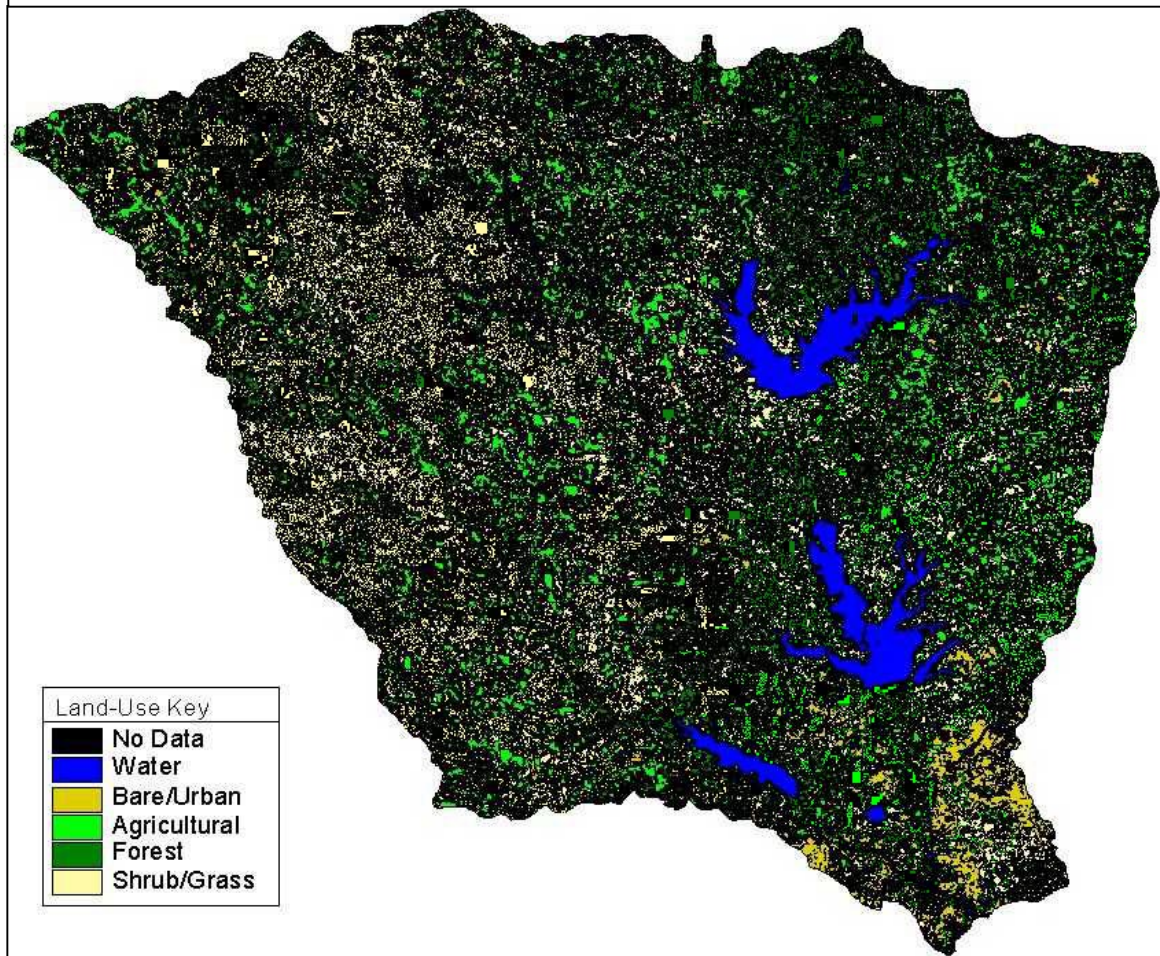 Land-Use Key
No Data
Water
Bare/Urban
Agricultural
Forest
Shrub/Grass